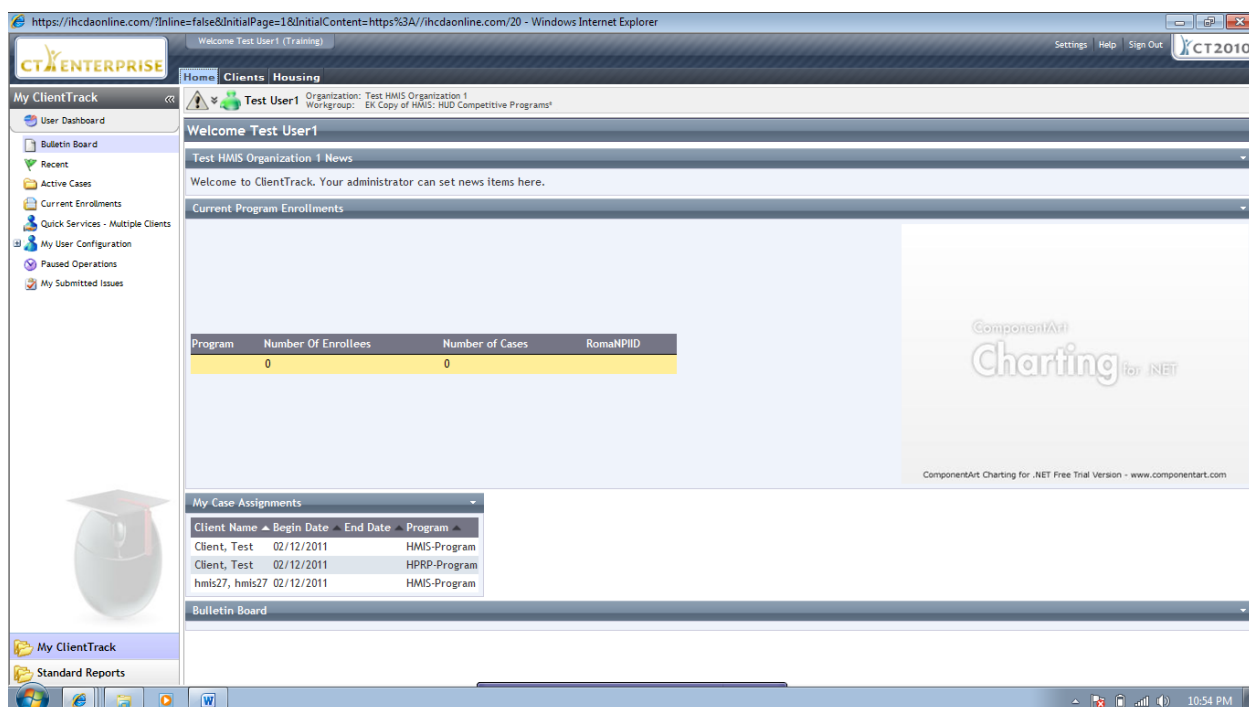 https://ihcdaonline.com/?Inline=false&InitialPage=1&InitialContent=https%3A//ihcdaonline.com/20 - Windows Internet Explorer
CT ENTERPRISE
Welcome Test User1 (Training)
Settings Help Sign Out
CT2010
Home Clients Housing
My ClientTrack
Test User1
Organization: Test HMIS Organization 1
Workgroup: EK Copy of HMIS: HUD Competitive Programs*
User Dashboard
Bulletin Board
Recent
Active Cases
Current Enrollments
Quick Services - Multiple Clients
My User Configuration
Paused Operations
My Submitted Issues
Welcome Test User1
Test HMIS Organization 1 News
Welcome to ClientTrack. Your administrator can set news items here.
Current Program Enrollments
Program Number Of Enrollees Number of Cases RomaNPIID
0 0
ComponentArt
Charting for .NET
ComponentArt Charting for .NET Free Trial Version - www.componentart.com
My Case Assignments
Client Name Begin Date End Date Program
Client, Test 02/12/2011 HMIS-Program
Client, Test 02/12/2011 HPRP-Program
hmis27, hmis27 02/12/2011 HMIS-Program
Bulletin Board
My ClientTrack
Standard Reports
10:54 PM